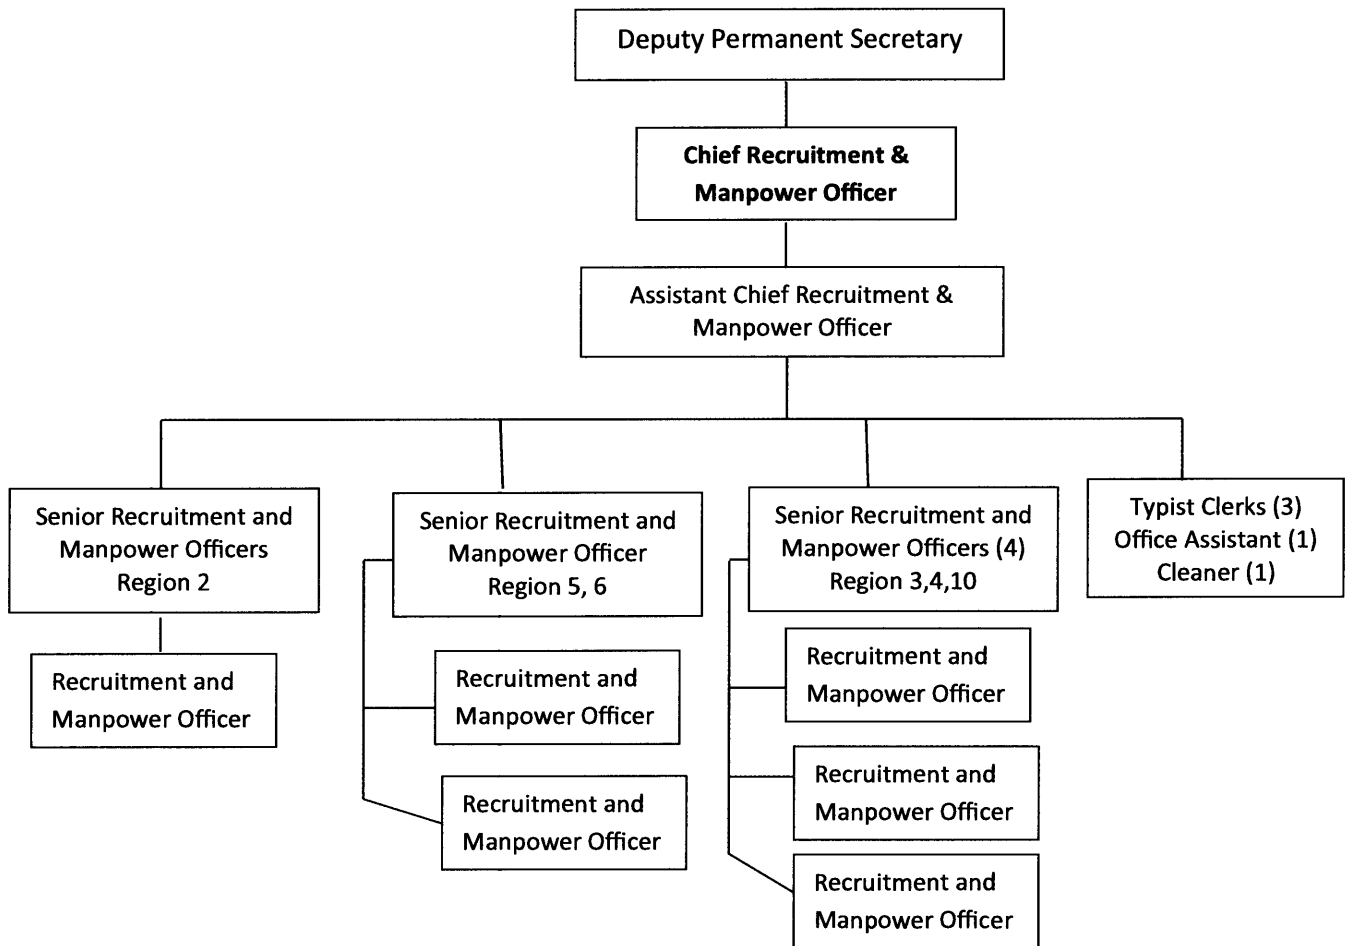 Deputy Permanent Secretary
Chief Recruitment &
Manpower Officer
Assistant Chief Recruitment &
Manpower Officer
Senior Recruitment and
Manpower Officers
Region 2
Recruitment and
Manpower Officer
Senior Recruitment and
Manpower Officer
Region 5, 6
Recruitment and
Manpower Officer
Recruitment and
Manpower Officer
Senior Recruitment and
Manpower Officers (4)
Region 3,4,10
Recruitment and
Manpower Officer
Recruitment and
Manpower Officer
Recruitment and
Manpower Officer
Typist Clerks (3)
Office Assistant (1)
Cleaner (1)